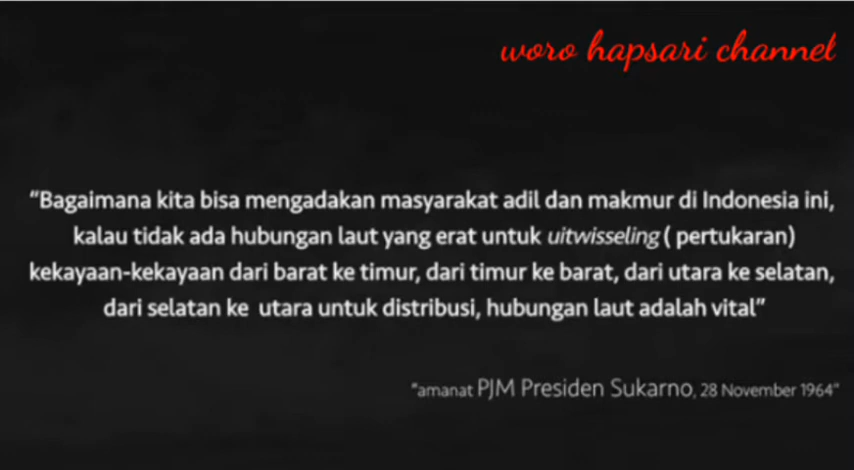 woro hapsari channel
"Bagaimana kita bisa mengadakan masyarakat adil dan makmur di Indonesia ini,
kalau tidak ada hubungan laut yang erat untuk uitwisseling ( pertukaran)
kekayaan-kekayaan dari barat ke timur, dari timur ke barat, dari utara ke selatan,
dari selatan ke utara untuk distribusi, hubungan laut adalah vital"
"amanat PJM Presiden Sukarno, 28 November 1964"